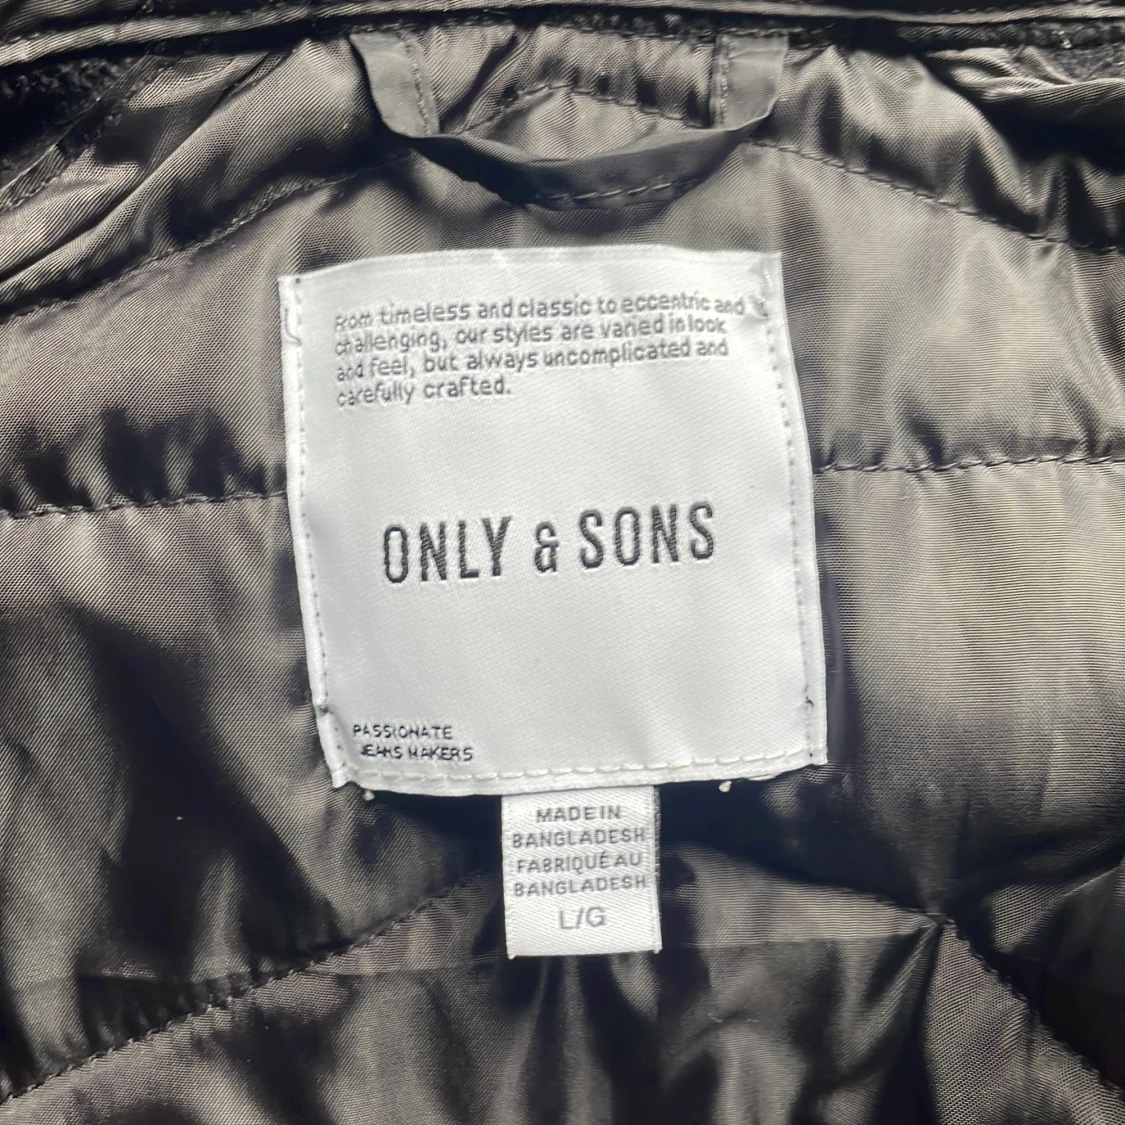 From timeless and classic to eccentric and
challenging, our styles are varied in look
and feel, but always uncomplicated and
carefully crafted.
ONLY & SONS
PASSIONATE
JEANS MAKERS
MADE IN
BANGLADESH
FABRIQUÉ AU
BANGLADESH
L/G